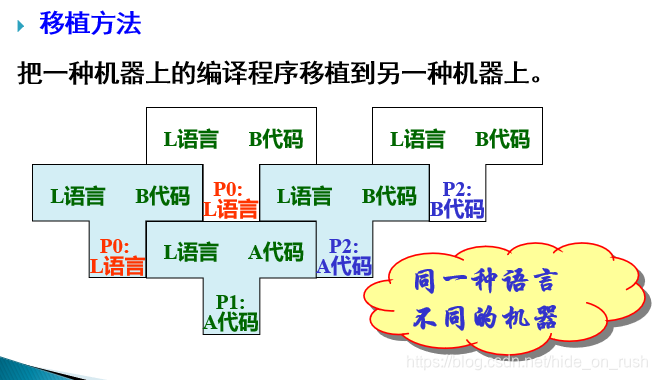 移植方法
把一种机器上的编译程序移植到另一种机器上。
L语言 B代码 L语言 B代码
L语言 B代码 P0: L语言 B代码 P2:
L语言 B代码
P0: L语言 A代码 P2:
L语言 A代码
P1:
A代码
同一种语言
不同的机器
https://blog.csdn.net/hide_on_rush